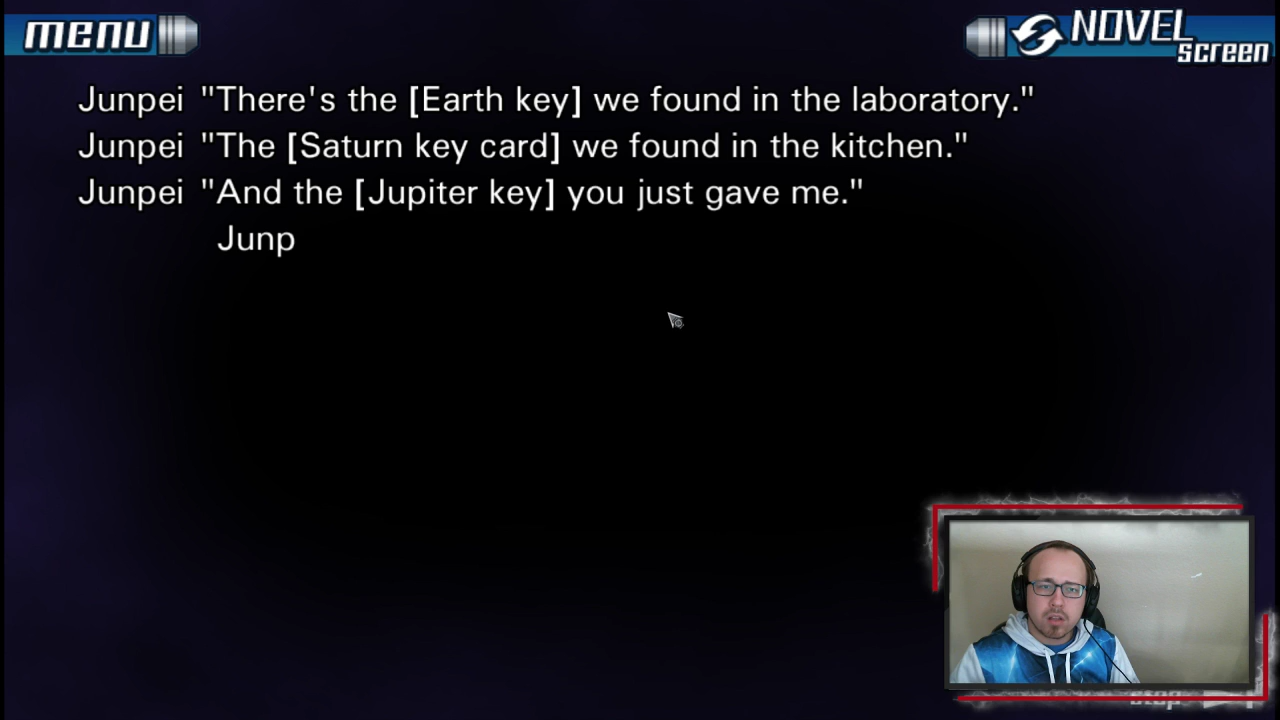 menu
NOVEL
screen
Junpei "There's the [Earth key] we found in the laboratory."
Junpei "The [Saturn key card] we found in the kitchen."
Junpei "And the [Jupiter key] you just gave me."
Junp
stop